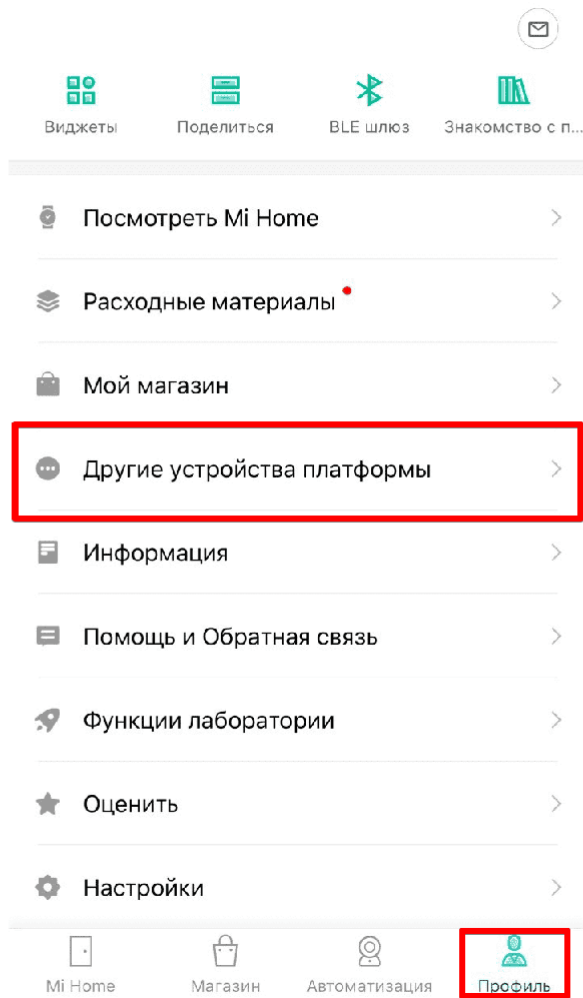 Виджеты
Поделиться
BLE шлюз
Знакомство с п...
Посмотреть Mi Home
Расходные материалы
Мой магазин
Другие устройства платформы
Информация
Помощь и Обратная связь
Функции лаборатории
Оценить
Настройки
Mi Home
Магазин
Автоматизация
Профиль